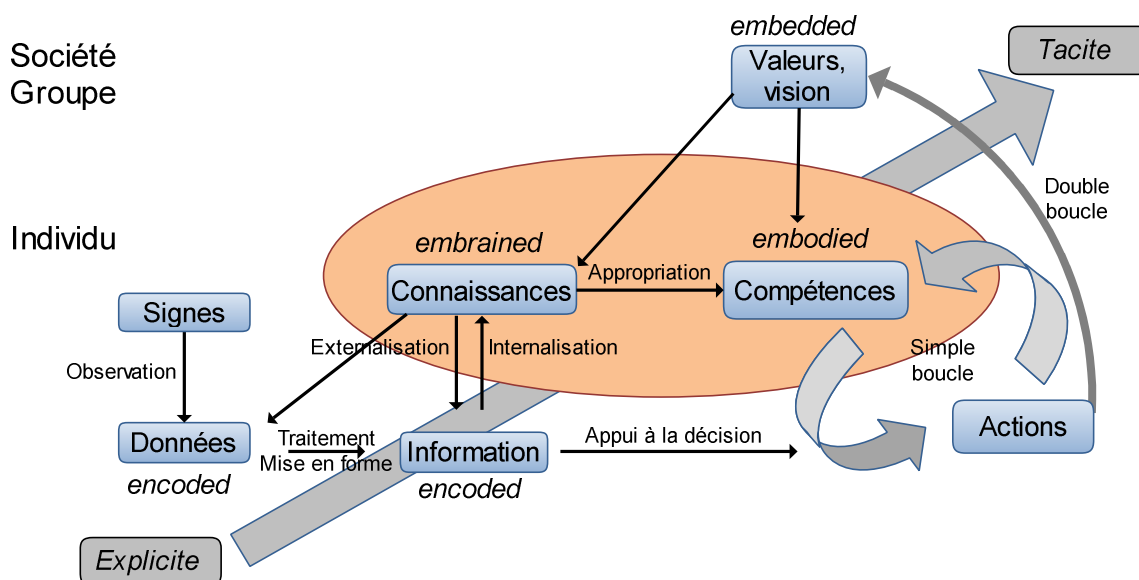 embedded
Société
Groupe
Valeurs,
vision
Tacite
Double
boucle
Individu
embrained
embodied
Connaissances
Appropriation
Compétences
Signes
Externalisation
Internalisation
Simple
boucle
Observation
Données
Traitement
Mise en forme
Information
Appui à la décision
Actions
encoded
encoded
Explicite